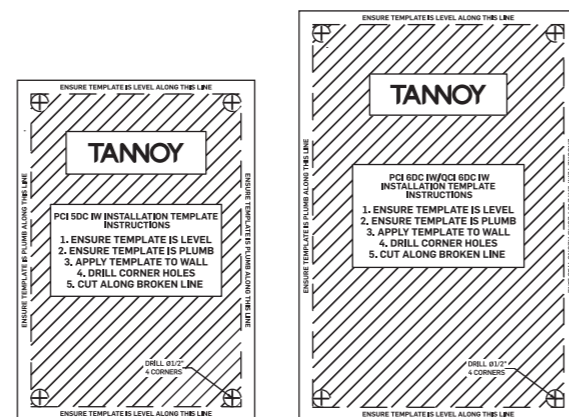 ENSURE TEMPLATE IS LEVEL ALONG THIS LINE
TANNOY
PCI 5DC IW INSTALLATION TEMPLATE
INSTRUCTIONS
1. ENSURE TEMPLATE IS LEVEL
2. ENSURE TEMPLATE IS PLUMB
3. APPLY TEMPLATE TO WALL
4. DRILL CORNER HOLES
5. CUT ALONG BROKEN LINE
ENSURE TEMPLATE IS PLUMB ALONG THIS LINE
ENSURE TEMPLATE IS PLUMB ALONG THIS LINE
DRILL Ø1/2"
4 CORNERS
ENSURE TEMPLATE IS LEVEL ALONG THIS LINE
ENSURE TEMPLATE IS LEVEL ALONG THIS LINE
TANNOY
PCI 6DC IW/QCI 6DC IW
INSTALLATION TEMPLATE
INSTRUCTIONS
1. ENSURE TEMPLATE IS LEVEL
2. ENSURE TEMPLATE IS PLUMB
3. APPLY TEMPLATE TO WALL
4. DRILL CORNER HOLES
5. CUT ALONG BROKEN LINE
ENSURE TEMPLATE IS PLUMB ALONG THIS LINE
DRILL Ø1/2"
4 CORNERS
ENSURE TEMPLATE IS LEVEL ALONG THIS LINE